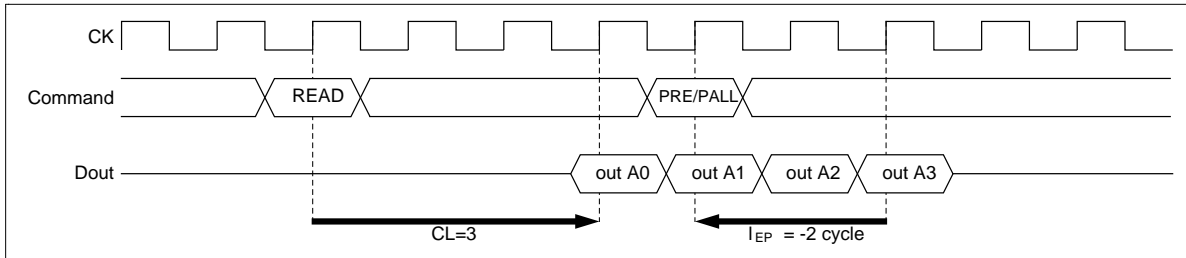 CK
Command READ PRE/PALL
Dout out A0 out A1 out A2 out A3
CL=3 lEP = -2 cycle